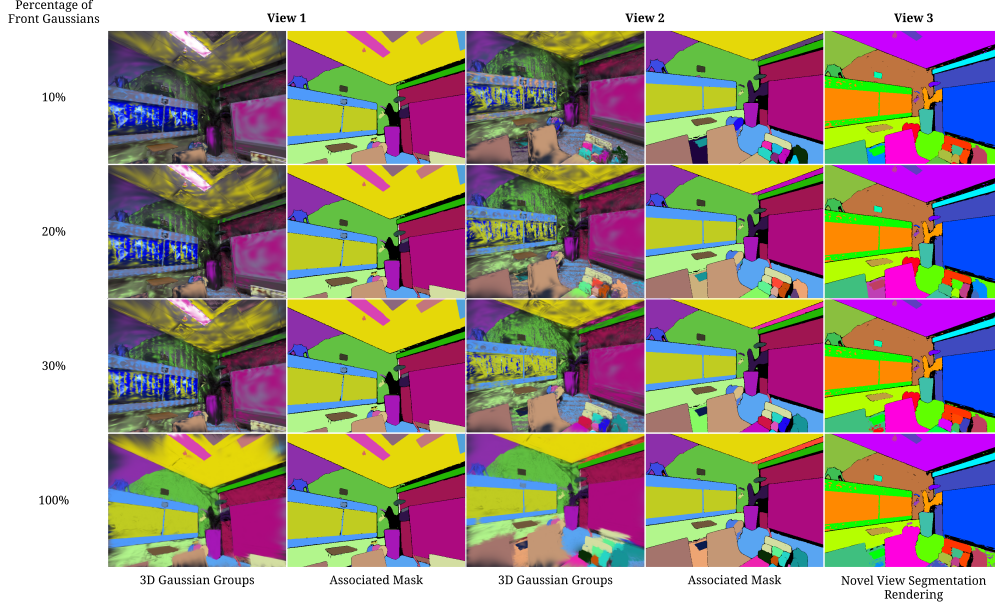 Percentage of
Front Gaussians
View 1
View 2
View 3
10%
20%
30%
100%
3D Gaussian Groups
Associated Mask
3D Gaussian Groups
Associated Mask
Novel View Segmentation
Rendering